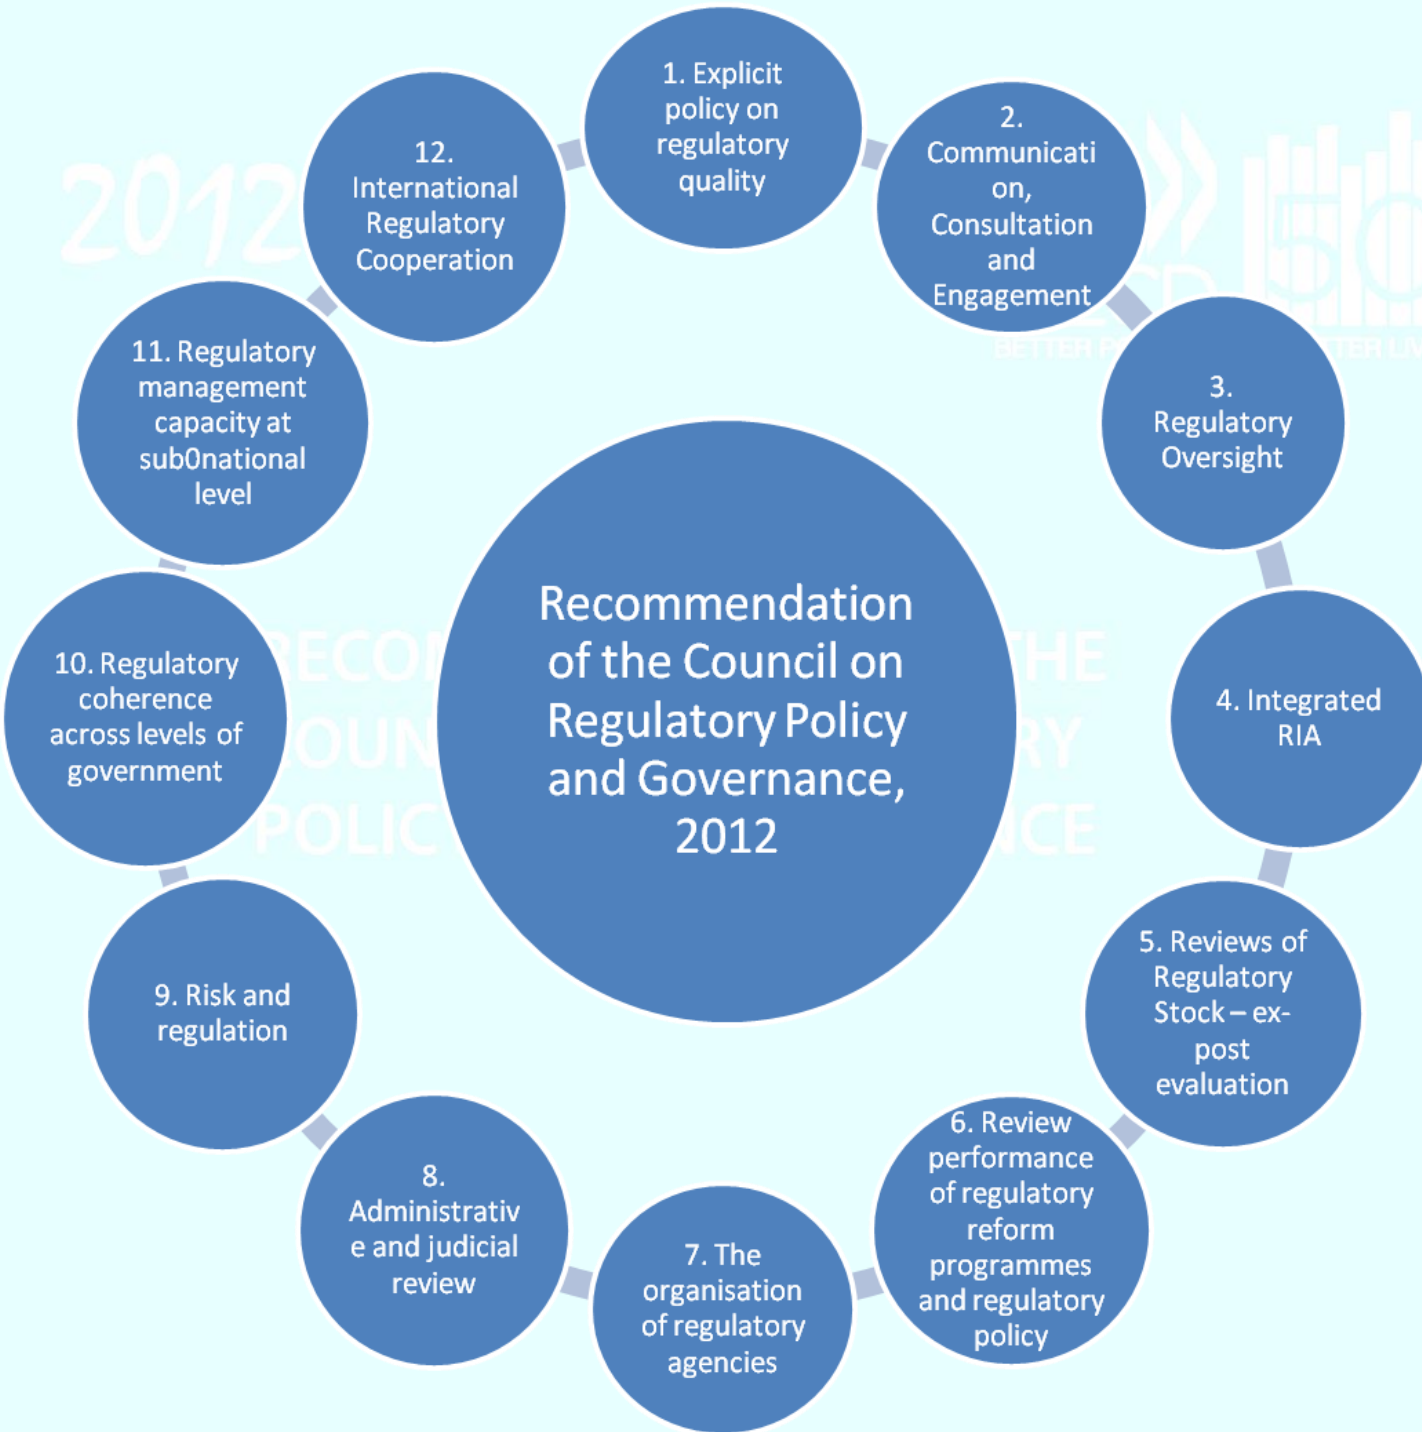 1. Explicit
policy on
regulatory
quality
2.
Communicati
on,
Consultation
and
Engagement
3.
Regulatory
Oversight
4. Integrated
RIA
5. Reviews of
Regulatory
Stock – ex-
post
evaluation
6. Review
performance
of regulatory
reform
programmes
and regulatory
policy
7. The
organisation
of regulatory
agencies
8.
Administrativ
e and judicial
review
9. Risk and
regulation
10. Regulatory
coherence
across levels of
government
11. Regulatory
management
capacity at
sub0national
level
12.
International
Regulatory
Cooperation
Recommendation
of the Council on
Regulatory Policy
and Governance,
2012
2012
50
BETTER